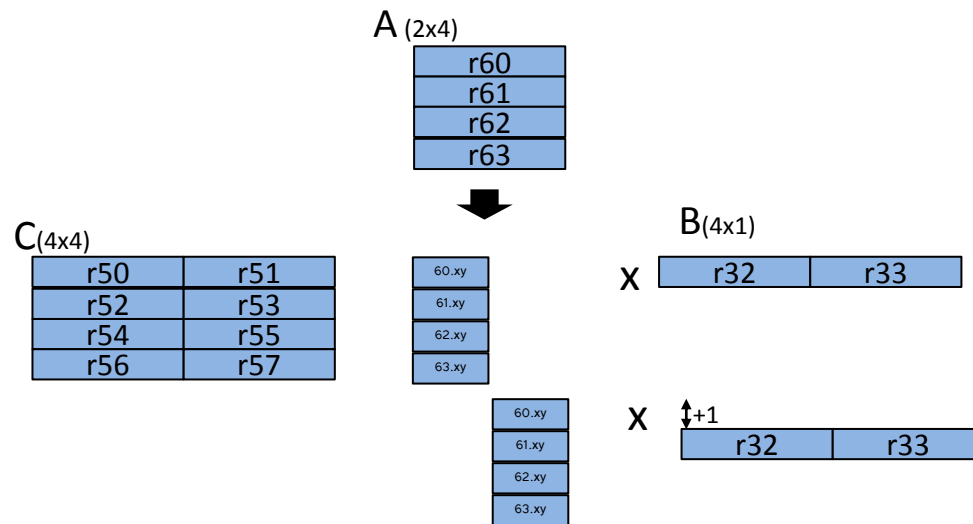 A (2x4)
r60
r61
r62
r63
C(4x4)
B(4x1)
r50 r51
r52 r53
r54 r55
r56 r57
60.xy
61.xy
62.xy
63.xy
x
r32 r33
60.xy
61.xy
62.xy
63.xy
x
+1
r32 r33